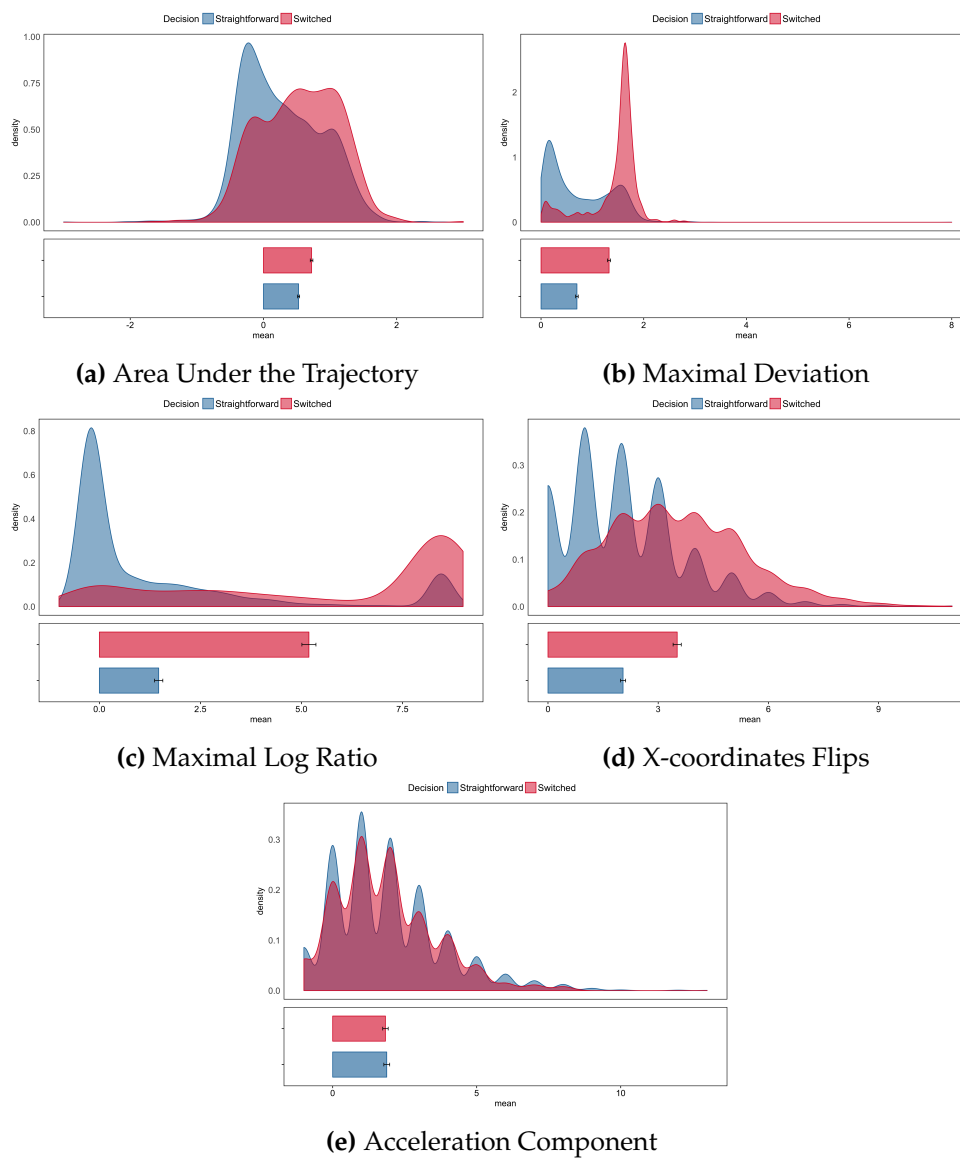 Decision Straightforward Switched
1.00
0.75
0.50
0.25
0.00
density
-2 0 2
mean
(a) Area Under the Trajectory
Decision Straightforward Switched
2
1
0
density
0 2 4 6 8
mean
(b) Maximal Deviation
Decision Straightforward Switched
0.8
0.6
0.4
0.2
0.0
density
0.0 2.5 5.0 7.5
mean
(c) Maximal Log Ratio
Decision Straightforward Switched
0.3
0.2
0.1
0.0
density
0 3 6 9
mean
(d) X-coordinates Flips
Decision Straightforward Switched
0.3
0.2
0.1
0.0
density
0 5 10
mean
(e) Acceleration Component